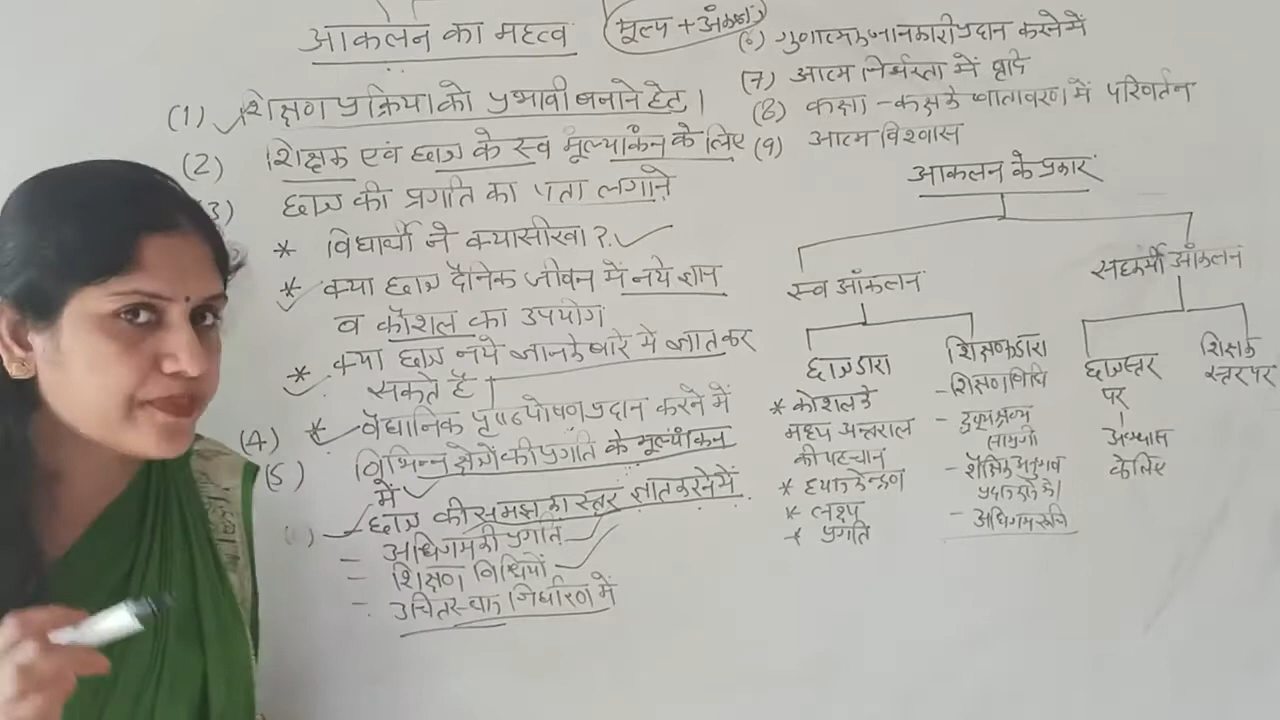 आकलन का महत्व
(मूल्य + अंकन)
(1) शिक्षण प्रक्रिया को प्रभावी बनाने हेतु।
(2) शिक्षक एवं छात्र के स्व मूल्यांकन के लिए
(3) छात्र की प्रगति का पता लगाने
* विधार्थी ने क्या सीखा?
* क्या छात्र दैनिक जीवन में नये ज्ञान
व कौशल का उपयोग
* क्या छात्र नये ज्ञान के बारे में ज्ञात कर
सकते है
(4) * पृष्ठपोषण प्रदान करने में
(5) विभिन्न क्षेत्रों की प्रगति के मूल्यांकन
में
- छात्र की समझ का स्तर ज्ञात करने में
- अधिगम की प्रगति
- शिक्षण विधियों
- निर्धारण में
(6) गुणात्मक जानकारी प्रदान करने में
(7) आत्म निर्भरता में वृद्धि
(8) कक्षा - कक्ष के वातावरण में परिवर्तन
(9) आत्म विश्वास
आकलन के प्रकार
स्व आँकलन
छात्र द्वारा
* कौशल के
मध्य अन्तराल
की पहचान
* ध्यान केन्द्रण
* लक्ष्य
* प्रगति
शिक्षक द्वारा
- शिक्षण विधि
- दृश्य श्रव्य
सामग्री
- शैक्षिक अनुभव
प्रदान करने के।
- अधिगम रूचि
सहकर्मी आँकलन
छात्र स्तर
पर
अभ्यास
के लिए
शिक्षक
स्तर पर